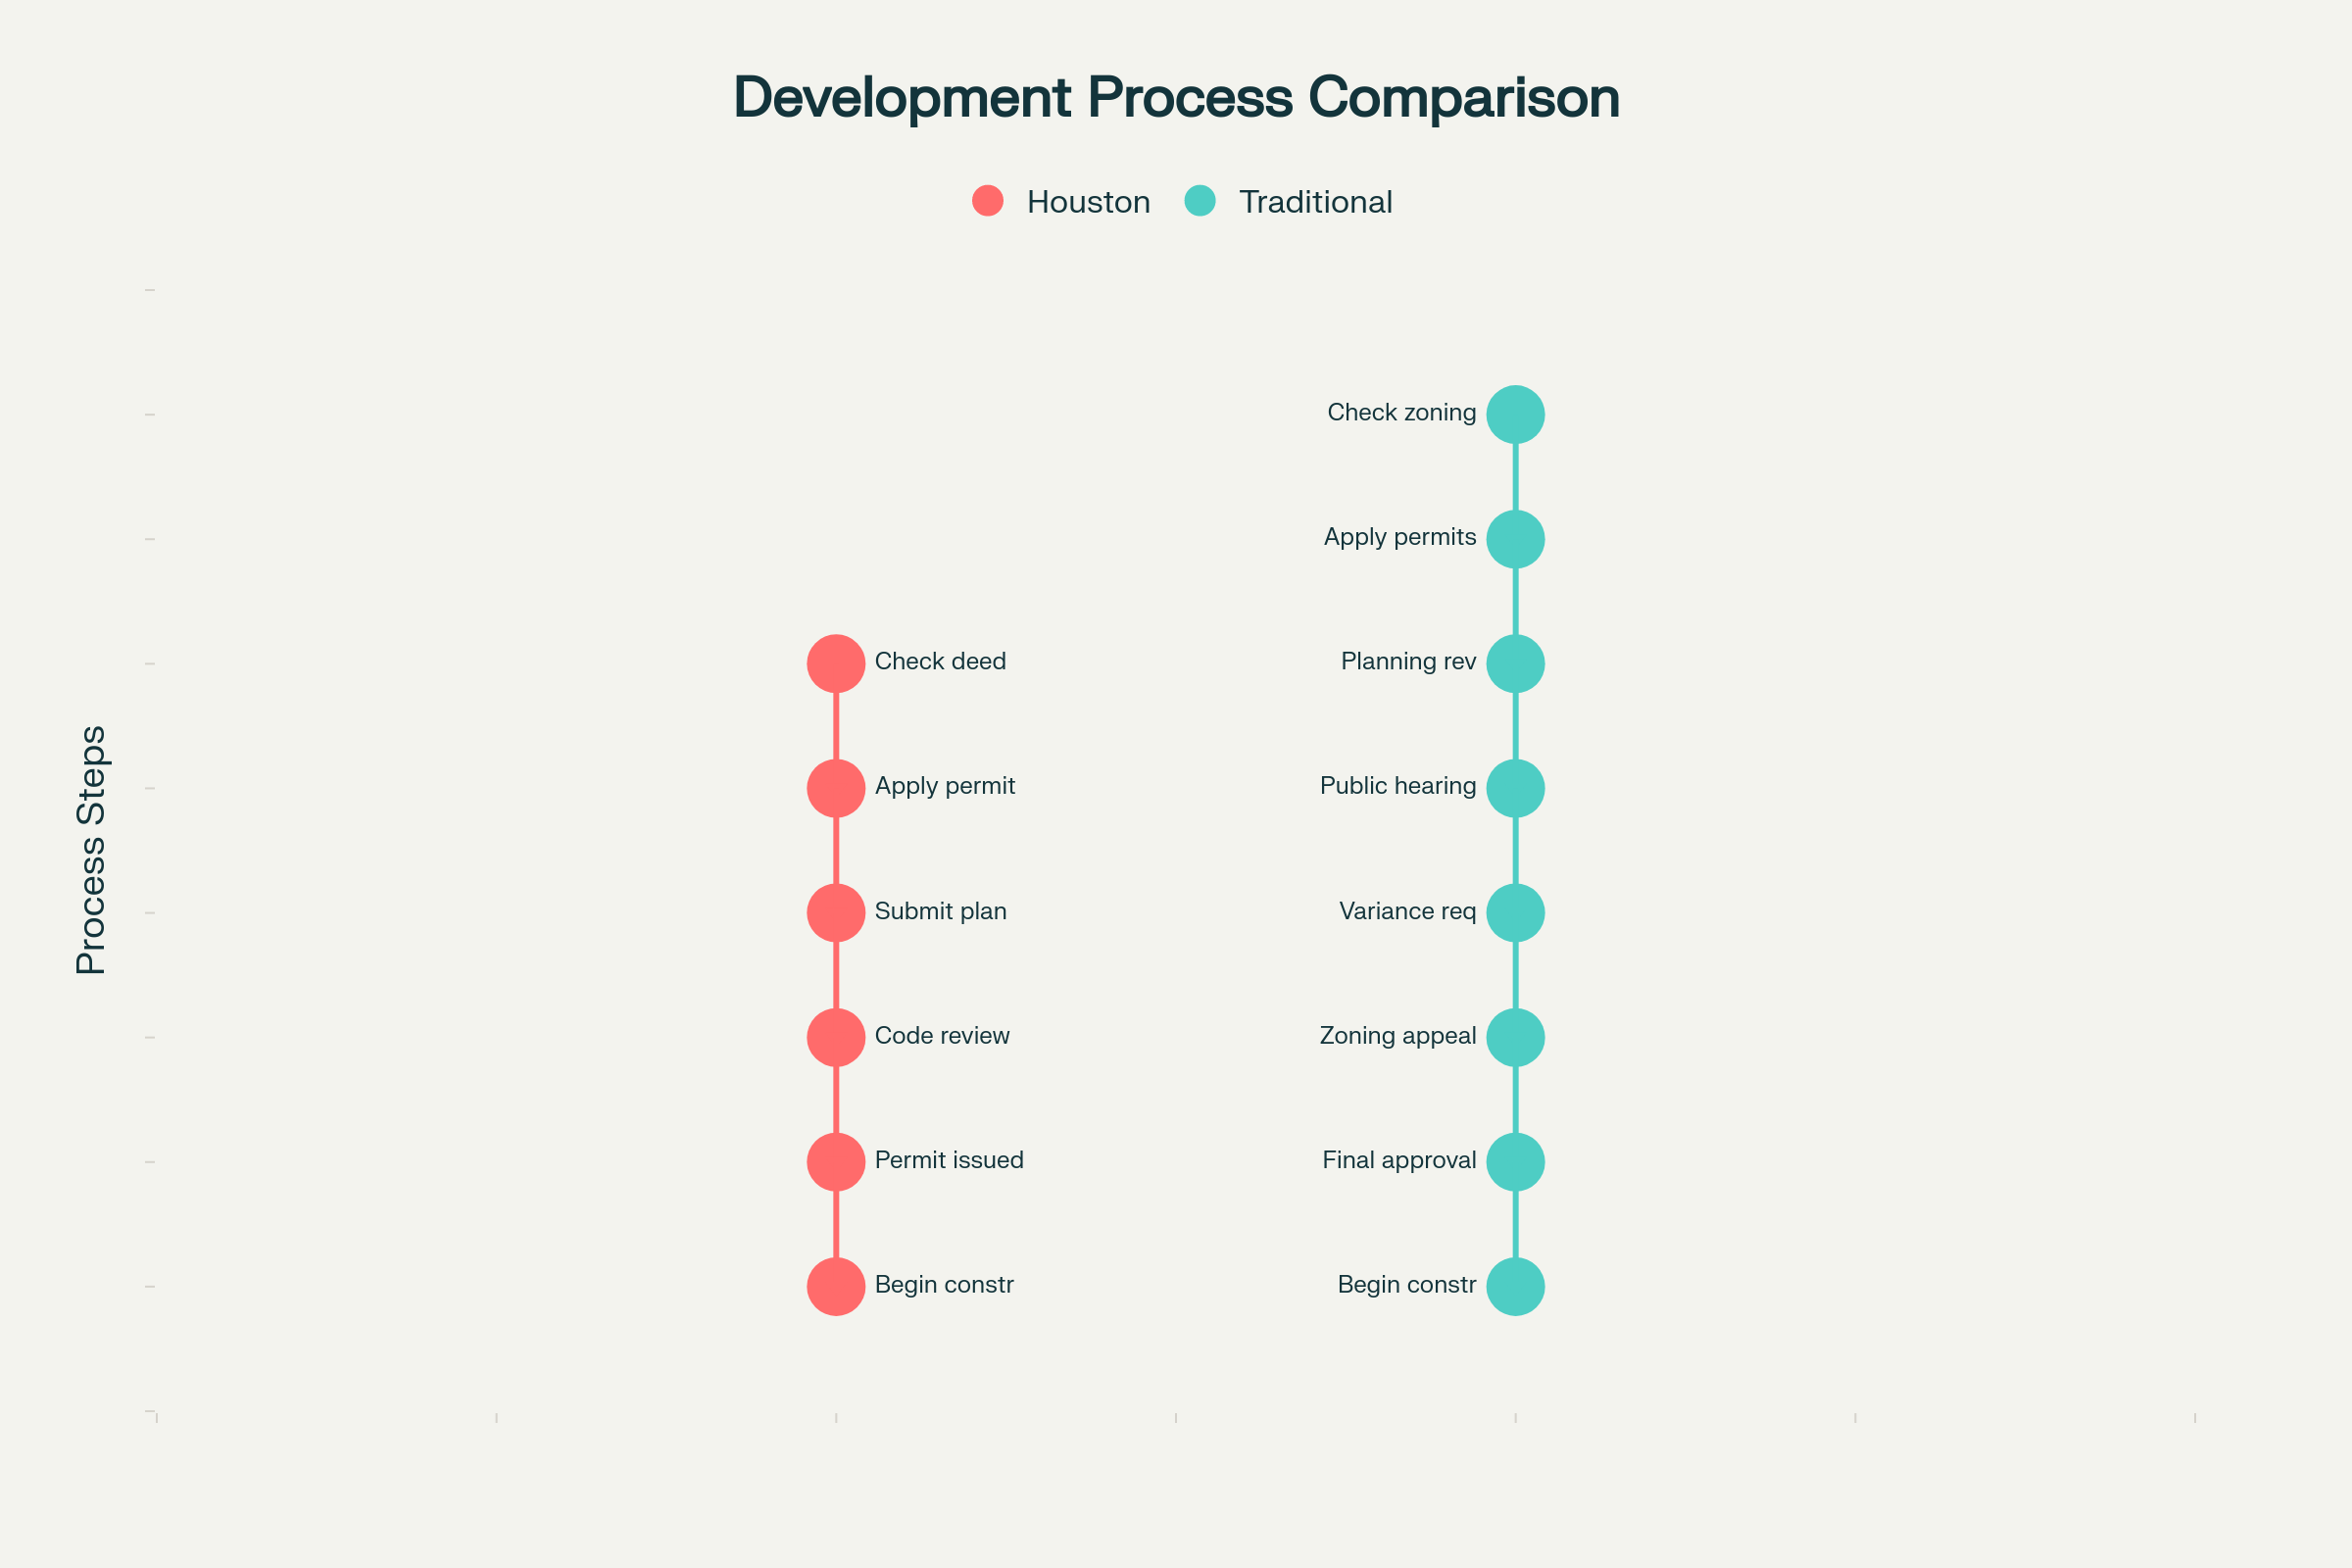 Development Process Comparison
Houston
Traditional
Process Steps
Check deed
Apply permit
Submit plan
Code review
Permit issued
Begin constr
Check zoning
Apply permits
Planning rev
Public hearing
Variance req
Zoning appeal
Final approval
Begin constr